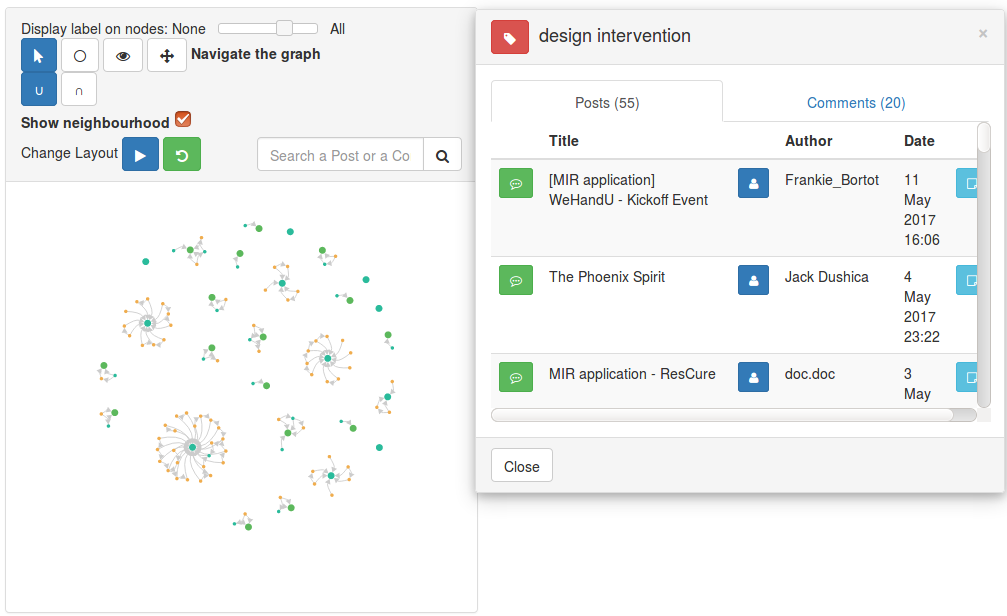 Display label on nodes: None All
Navigate the graph
∪ ∩
Show neighbourhood
Change Layout
Search a Post or a Co
design intervention ×
Posts (55) Comments (20)
Title Author Date
[MIR application] Frankie_Bortot 11
WeHandU - Kickoff Event May
2017
16:06
The Phoenix Spirit Jack Dushica 4
May
2017
23:22
MIR application - ResCure doc.doc 3
May
Close